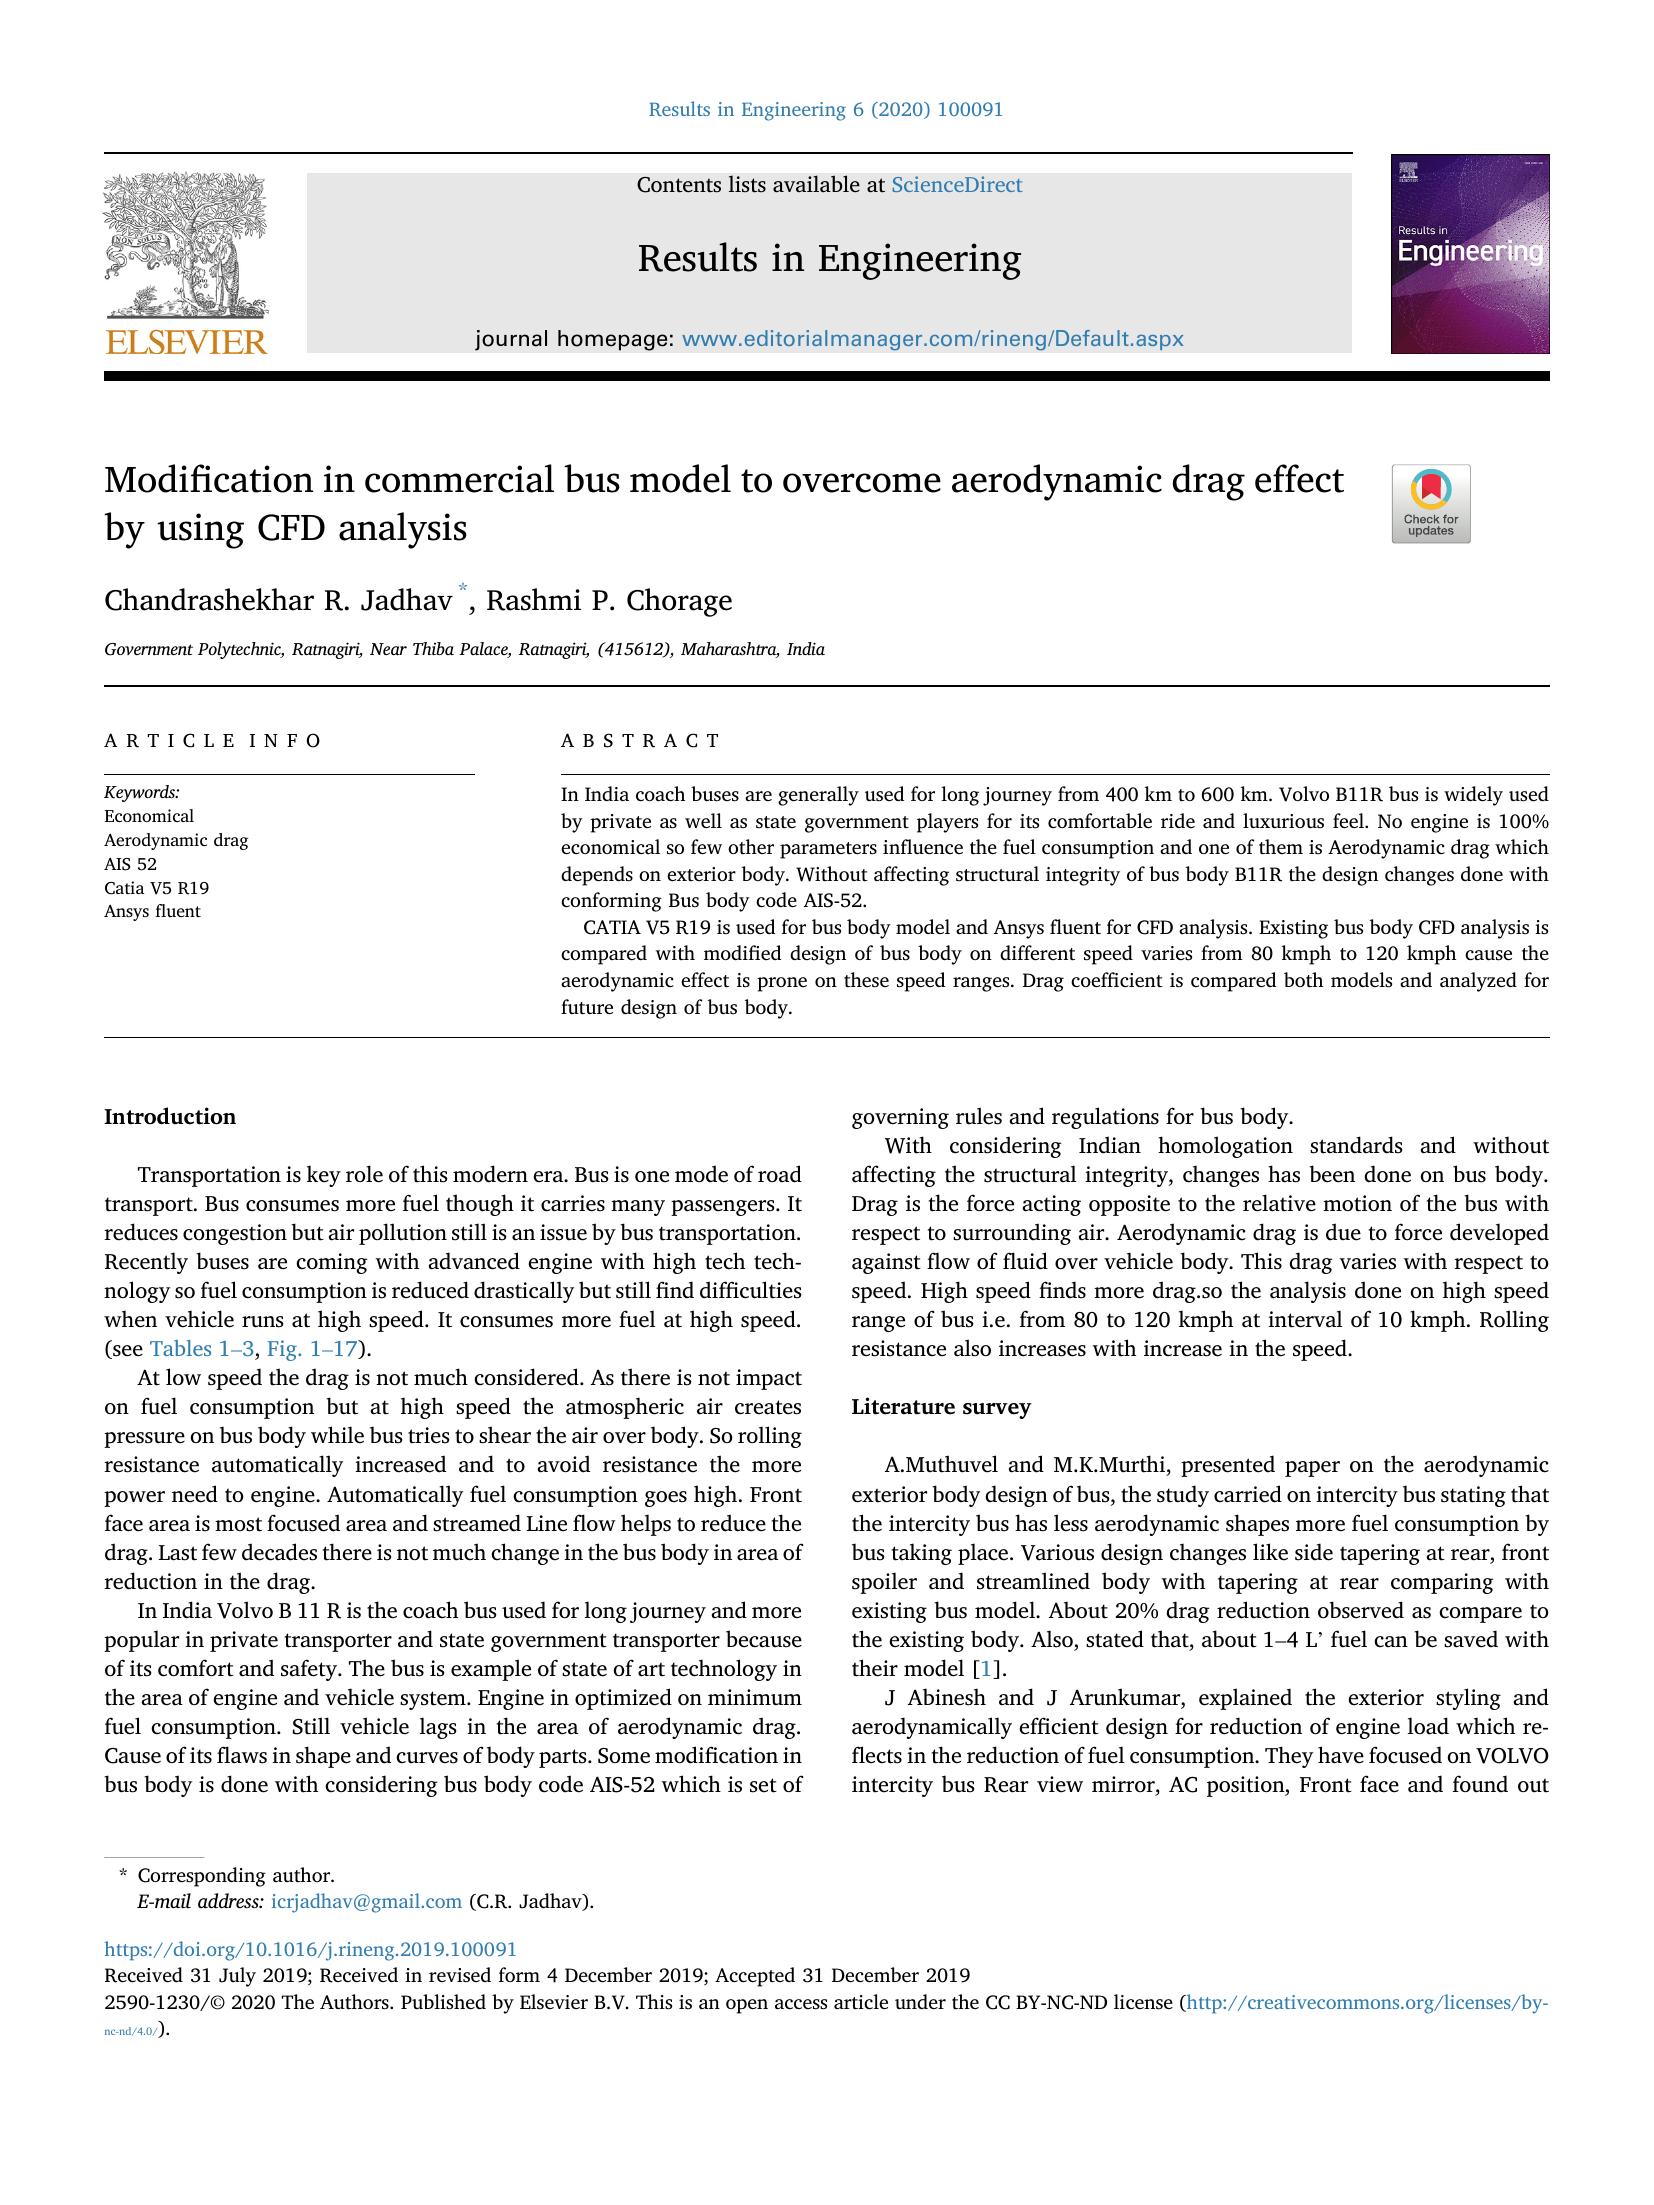 Results in Engineering 6 (2020) 100091
Contents lists available at ScienceDirect
Results in Engineering
journal homepage: www.editorialmanager.com/rineng/Default.aspx
NON SOLUS
ELSEVIER
Results in
Engineering
Modification in commercial bus model to overcome aerodynamic drag effect
by using CFD analysis
Check for
updates
Chandrashekhar R. Jadhav *, Rashmi P. Chorage
Government Polytechnic, Ratnagiri, Near Thiba Palace, Ratnagiri, (415612), Maharashtra, India
ARTICLE INFO
Keywords:
Economical
Aerodynamic drag
AIS 52
Catia V5 R19
Ansys fluent
ABSTRACT
In India coach buses are generally used for long journey from 400 km to 600 km. Volvo B11R bus is widely used
by private as well as state government players for its comfortable ride and luxurious feel. No engine is 100%
economical so few other parameters influence the fuel consumption and one of them is Aerodynamic drag which
depends on exterior body. Without affecting structural integrity of bus body B11R the design changes done with
conforming Bus body code AIS-52.
CATIA V5 R19 is used for bus body model and Ansys fluent for CFD analysis. Existing bus body CFD analysis is
compared with modified design of bus body on different speed varies from 80 kmph to 120 kmph cause the
aerodynamic effect is prone on these speed ranges. Drag coefficient is compared both models and analyzed for
future design of bus body.
Introduction
Transportation is key role of this modern era. Bus is one mode of road
transport. Bus consumes more fuel though it carries many passengers. It
reduces congestion but air pollution still is an issue by bus transportation.
Recently buses are coming with advanced engine with high tech tech-
nology so fuel consumption is reduced drastically but still find difficulties
when vehicle runs at high speed. It consumes more fuel at high speed.
(see Tables 1–3, Fig. 1–17).
At low speed the drag is not much considered. As there is not impact
on fuel consumption but at high speed the atmospheric air creates
pressure on bus body while bus tries to shear the air over body. So rolling
resistance automatically increased and to avoid resistance the more
power need to engine. Automatically fuel consumption goes high. Front
face area is most focused area and streamed Line flow helps to reduce the
drag. Last few decades there is not much change in the bus body in area of
reduction in the drag.
In India Volvo B 11 R is the coach bus used for long journey and more
popular in private transporter and state government transporter because
of its comfort and safety. The bus is example of state of art technology in
the area of engine and vehicle system. Engine in optimized on minimum
fuel consumption. Still vehicle lags in the area of aerodynamic drag.
Cause of its flaws in shape and curves of body parts. Some modification in
bus body is done with considering bus body code AIS-52 which is set of
governing rules and regulations for bus body.
With considering Indian homologation standards and without
affecting the structural integrity, changes has been done on bus body.
Drag is the force acting opposite to the relative motion of the bus with
respect to surrounding air. Aerodynamic drag is due to force developed
against flow of fluid over vehicle body. This drag varies with respect to
speed. High speed finds more drag.so the analysis done on high speed
range of bus i.e. from 80 to 120 kmph at interval of 10 kmph. Rolling
resistance also increases with increase in the speed.
Literature survey
A.Muthuvel and M.K.Murthi, presented paper on the aerodynamic
exterior body design of bus, the study carried on intercity bus stating that
the intercity bus has less aerodynamic shapes more fuel consumption by
bus taking place. Various design changes like side tapering at rear, front
spoiler and streamlined body with tapering at rear comparing with
existing bus model. About 20% drag reduction observed as compare to
the existing body. Also, stated that, about 1–4 L’ fuel can be saved with
their model [1].
J Abinesh and J Arunkumar, explained the exterior styling and
aerodynamically efficient design for reduction of engine load which re-
flects in the reduction of fuel consumption. They have focused on VOLVO
intercity bus Rear view mirror, AC position, Front face and found out
* Corresponding author.
E-mail address: icrjadhav@gmail.com (C.R. Jadhav).
https://doi.org/10.1016/j.rineng.2019.100091
Received 31 July 2019; Received in revised form 4 December 2019; Accepted 31 December 2019
2590-1230/© 2020 The Authors. Published by Elsevier B.V. This is an open access article under the CC BY-NC-ND license (http://creativecommons.org/licenses/by-
nc-nd/4.0/).